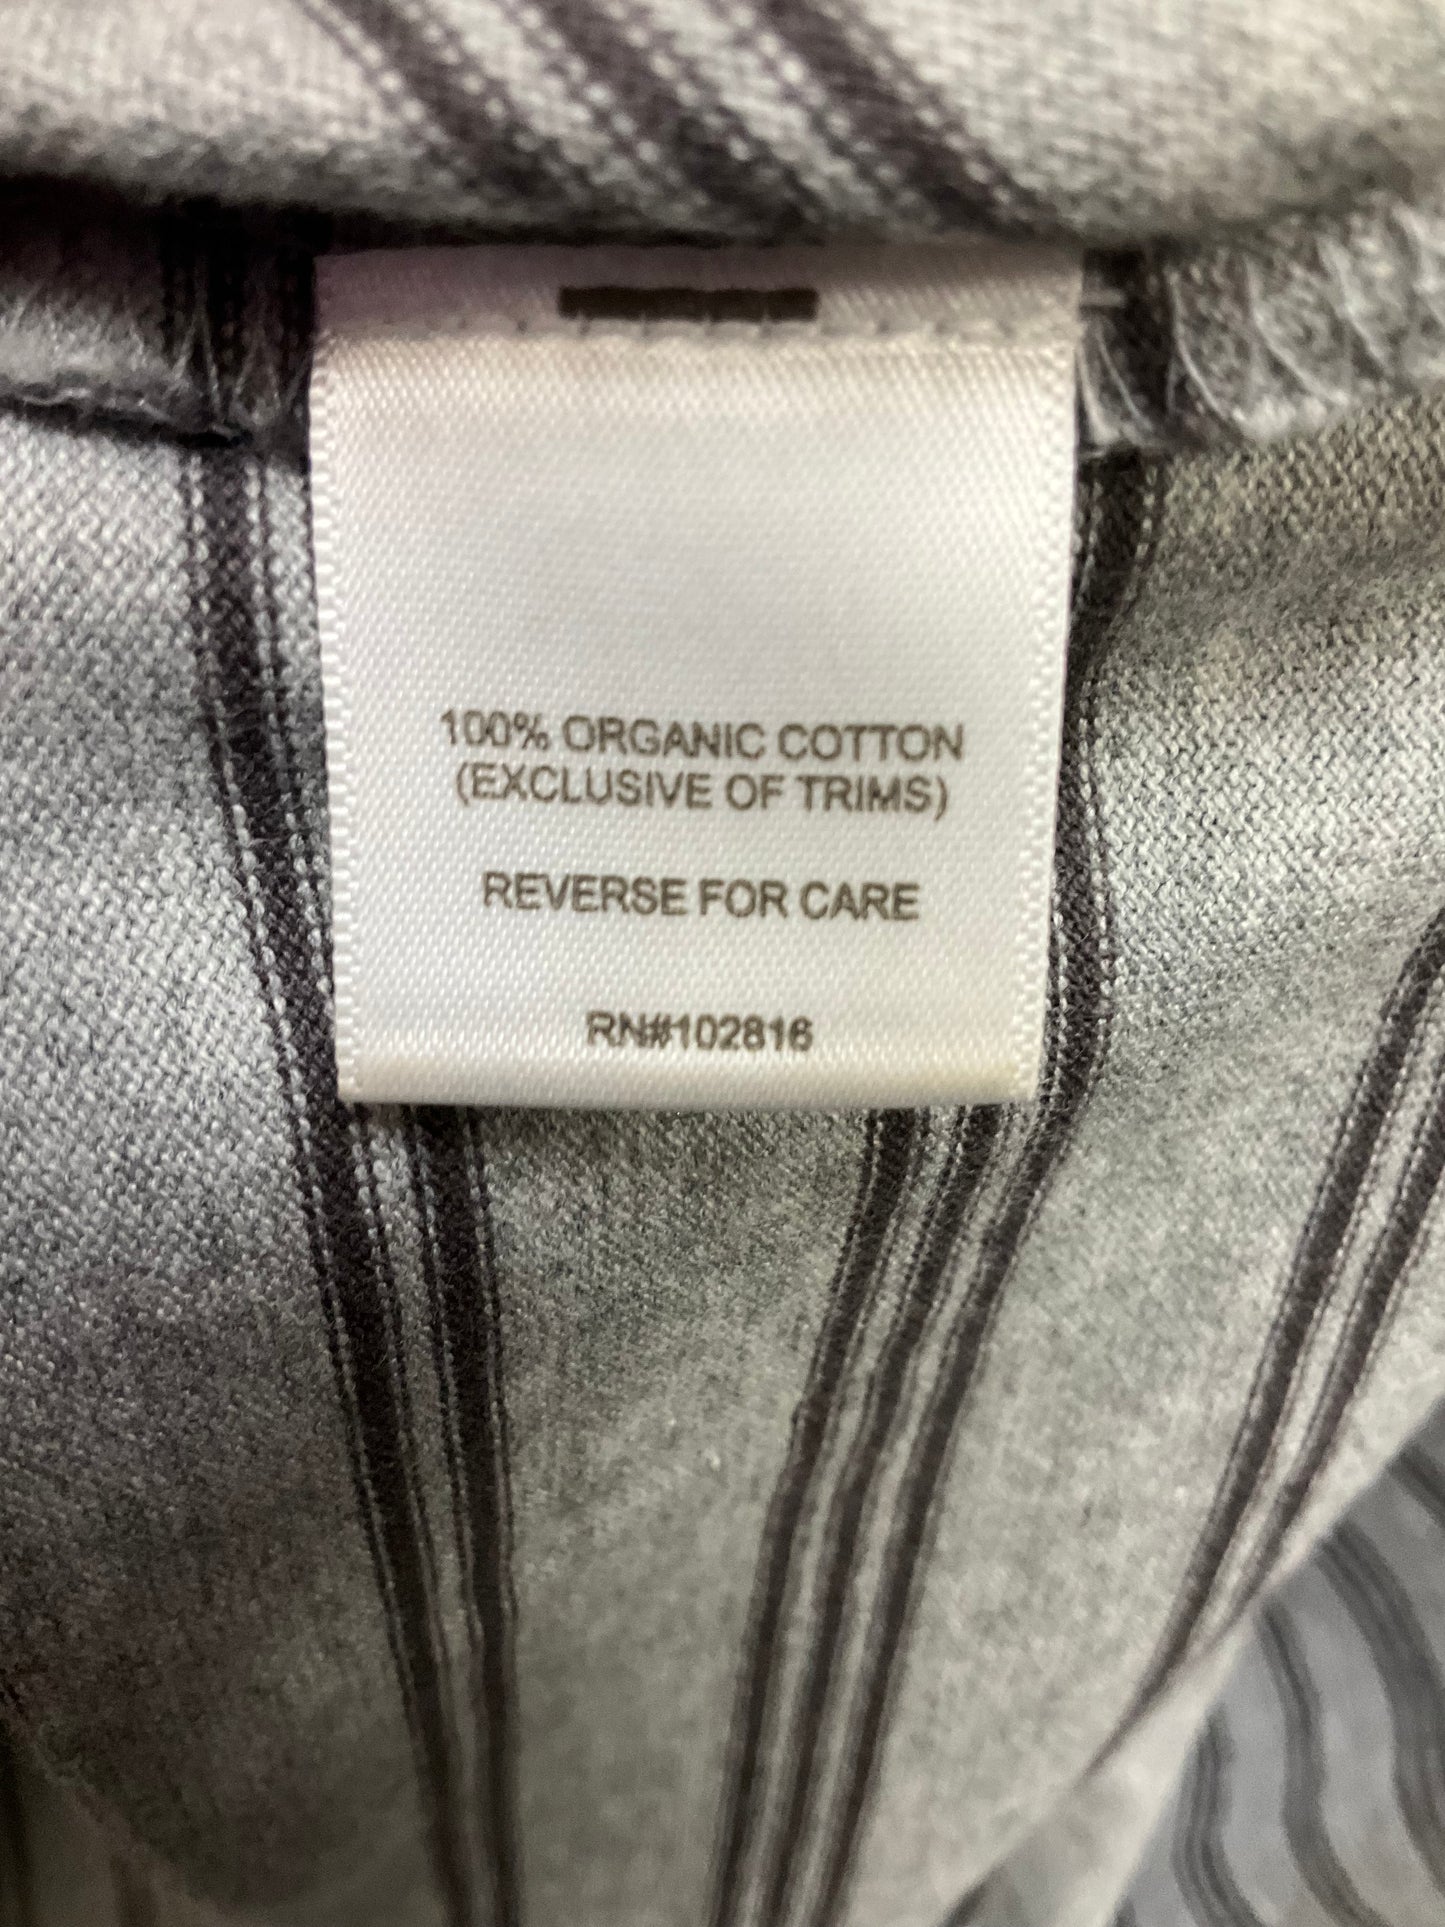 100% ORGANIC COTTON
(EXCLUSIVE OF TRIMS)
REVERSE FOR CARE
RN#102816